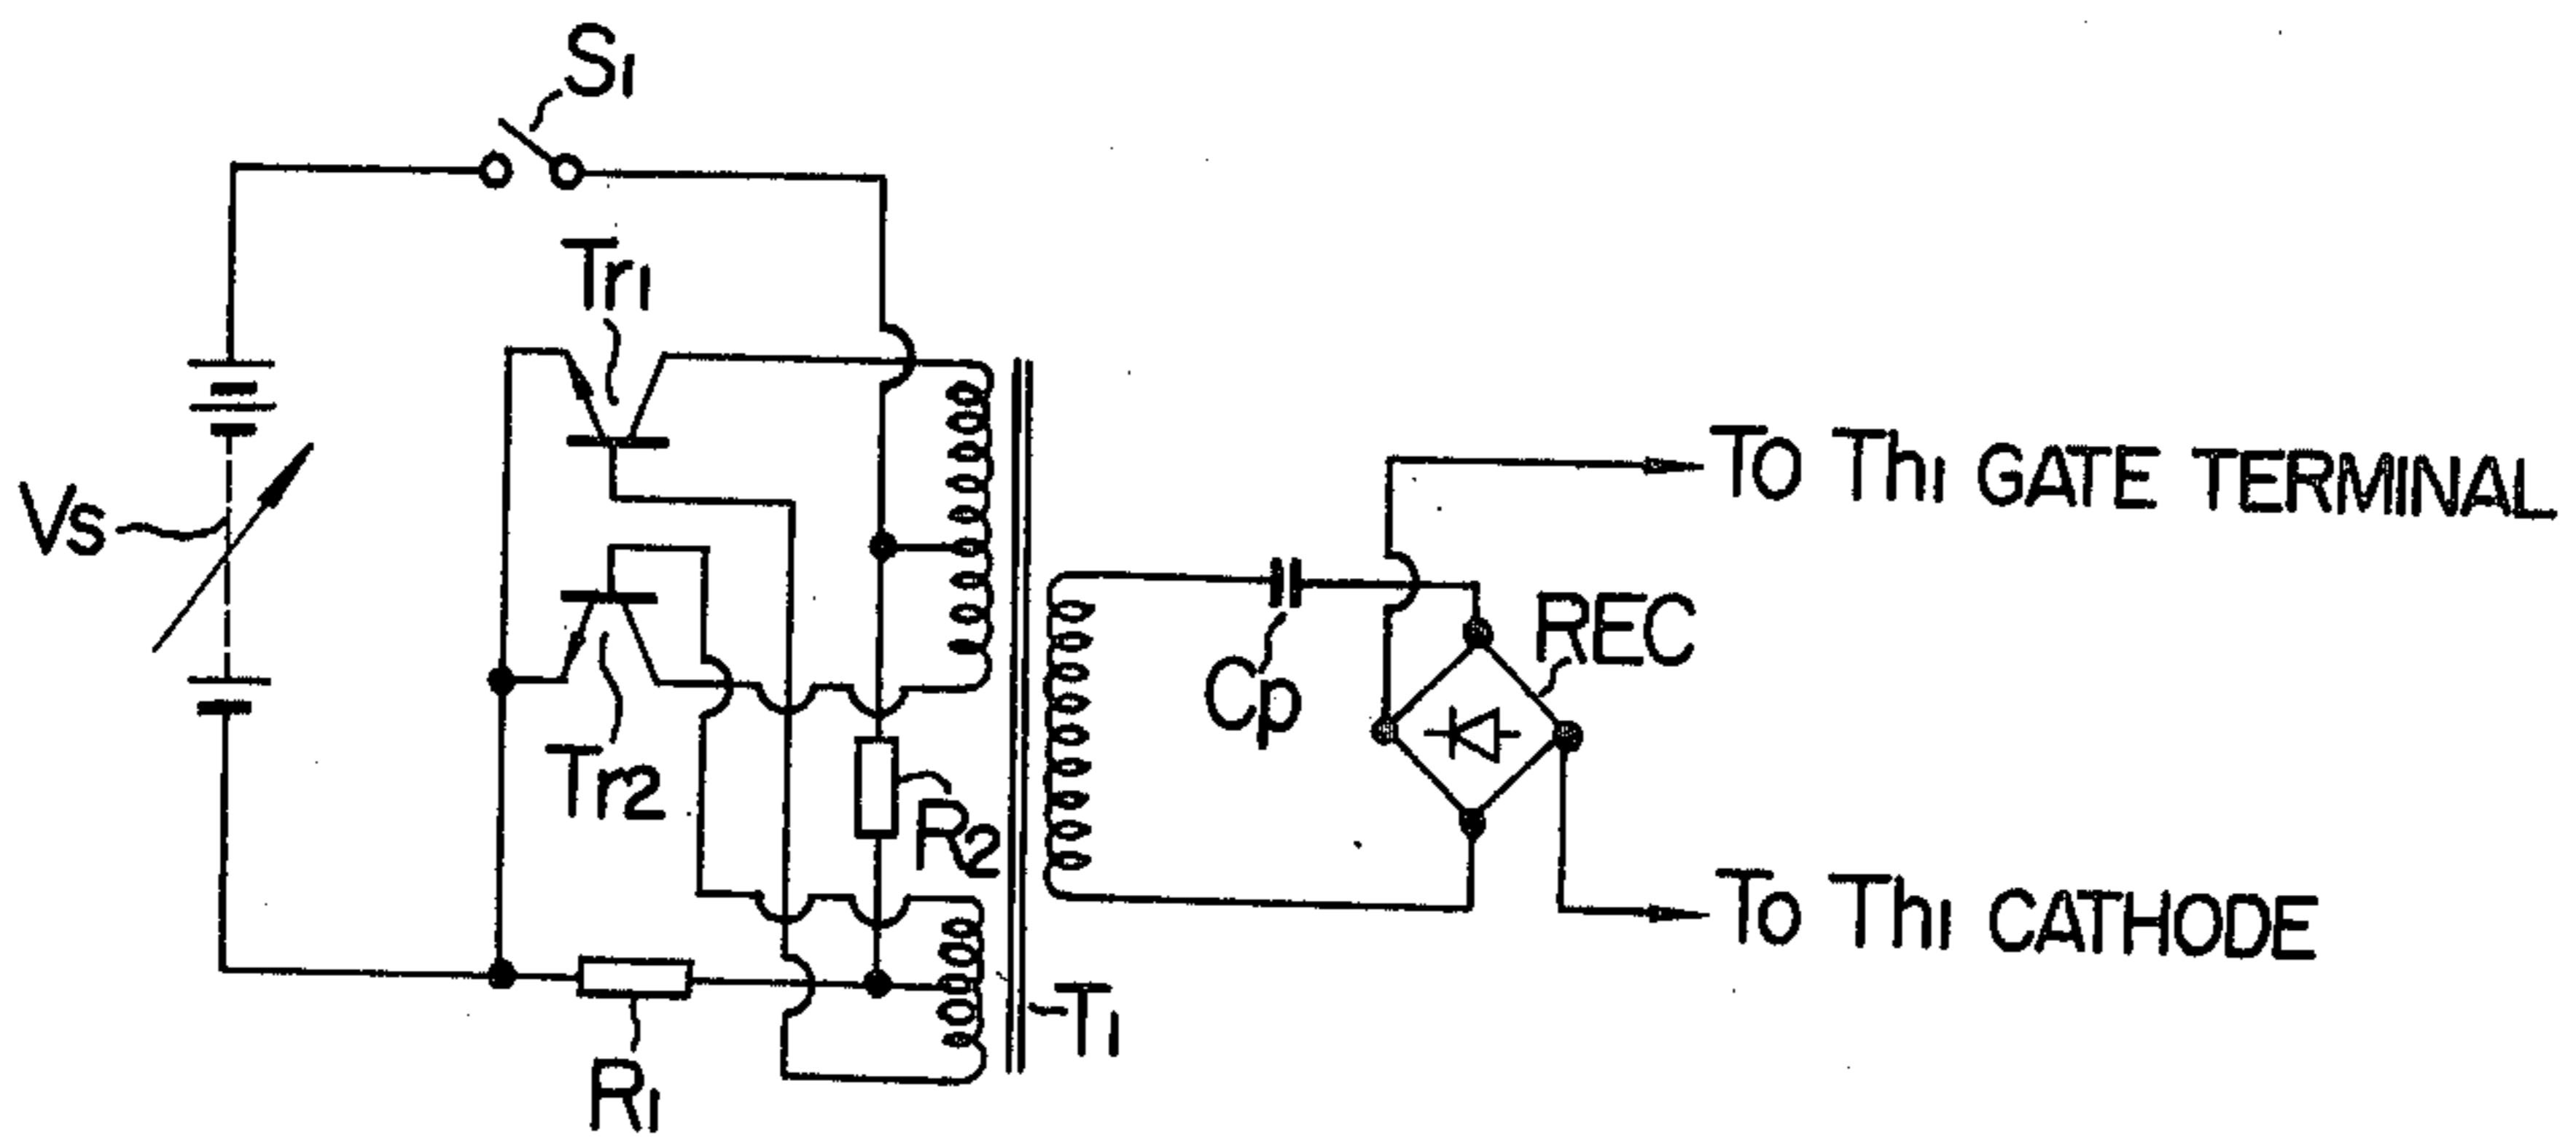 S1
Tr1
Vs
To Th1 GATE TERMINAL
REC
Cp
Tr2
R2
To Th1 CATHODE
T1
R1